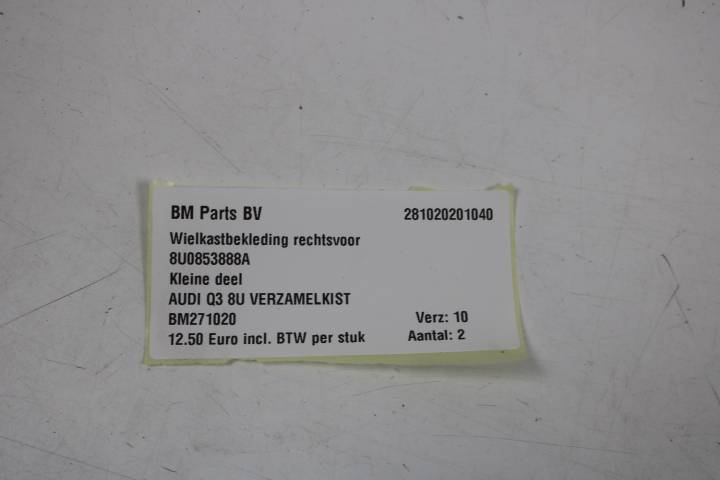 BM Parts BV 281020201040
Wielkastbekleding rechtsvoor
8U0853888A
Kleine deel
AUDI Q3 8U VERZAMELKIST
BM271020 Verz: 10
12.50 Euro incl. BTW per stuk Aantal: 2